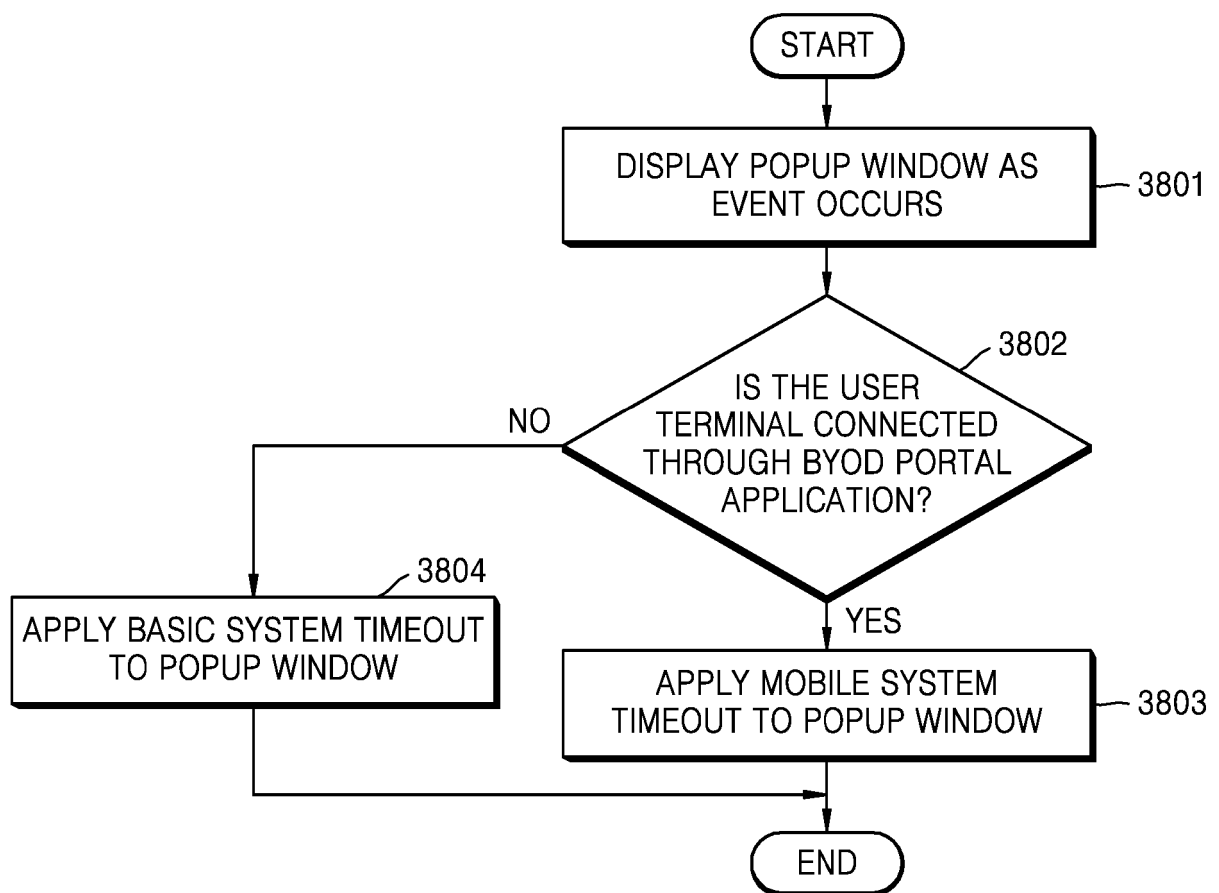 START
DISPLAY POPUP WINDOW AS
EVENT OCCURS
3801
3802
IS THE USER
TERMINAL CONNECTED
THROUGH BYOD PORTAL
APPLICATION?
NO
YES
3804
APPLY BASIC SYSTEM TIMEOUT
TO POPUP WINDOW
APPLY MOBILE SYSTEM
TIMEOUT TO POPUP WINDOW
3803
END